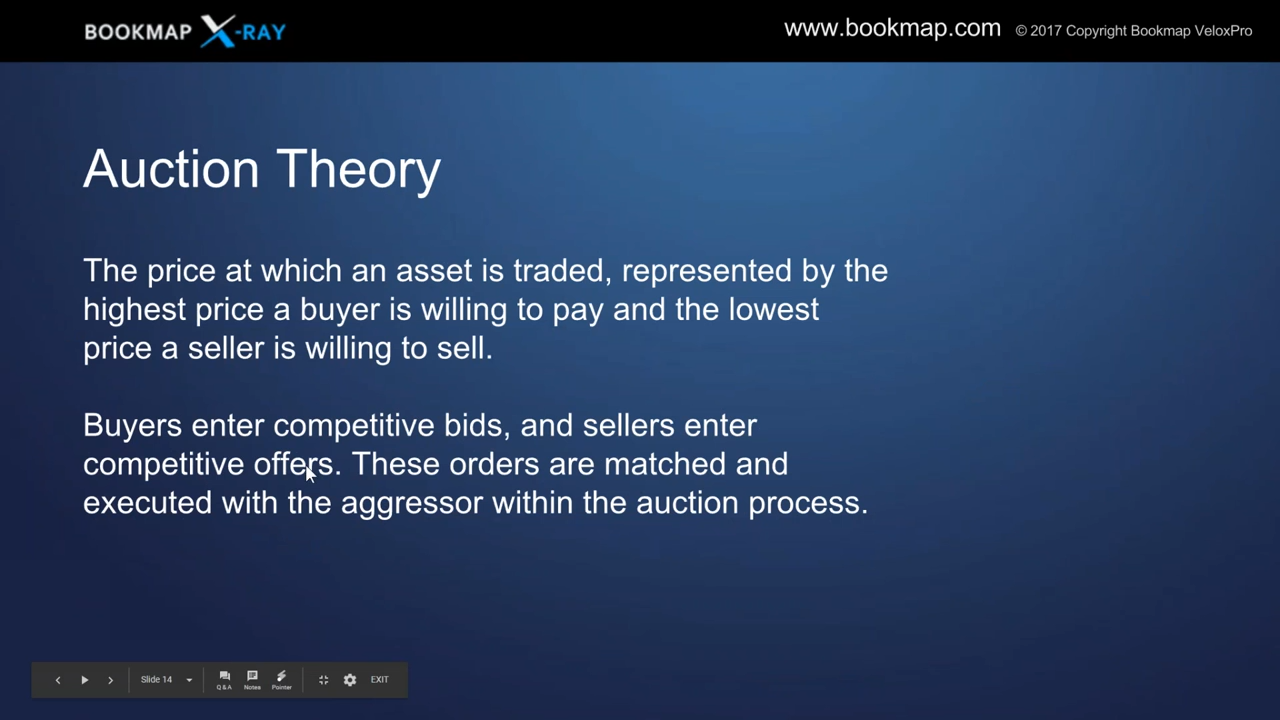 BOOKMAP X-RAY
www.bookmap.com © 2017 Copyright Bookmap VeloxPro
Auction Theory
The price at which an asset is traded, represented by the
highest price a buyer is willing to pay and the lowest
price a seller is willing to sell.
Buyers enter competitive bids, and sellers enter
competitive offers. These orders are matched and
executed with the aggressor within the auction process.
Slide 14 Q&A Notes Pointer EXIT